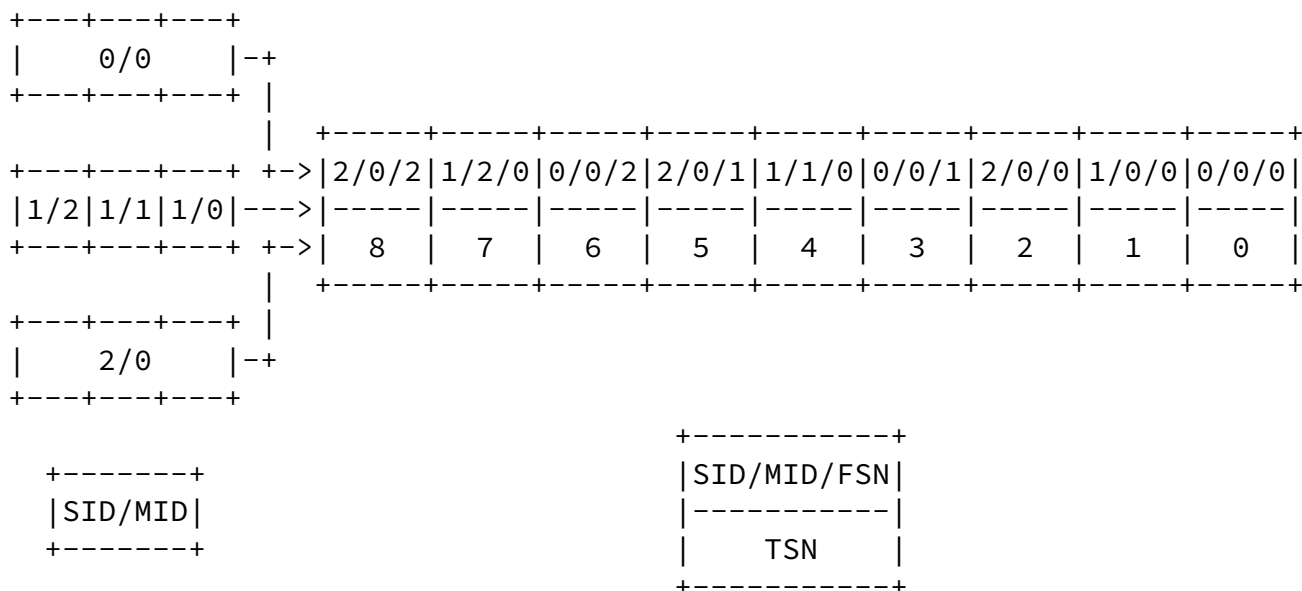 +---+---+---+
|    0/0    |-+
+---+---+---+ |
              |  +-----+-----+-----+-----+-----+-----+-----+-----+-----+
+---+---+---+ +->|2/0/2|1/2/0|0/0/2|2/0/1|1/1/0|0/0/1|2/0/0|1/0/0|0/0/0|
|1/2|1/1|1/0|--->|-----|-----|-----|-----|-----|-----|-----|-----|-----|
+---+---+---+ +->|  8  |  7  |  6  |  5  |  4  |  3  |  2  |  1  |  0  |
              |  +-----+-----+-----+-----+-----+-----+-----+-----+-----+
+---+---+---+ |
|    2/0    |-+
+---+---+---+
                                     +-----------+
  +-------+                          |SID/MID/FSN|
  |SID/MID|                          |-----------|
  +-------+                          |    TSN    |
                                     +-----------+